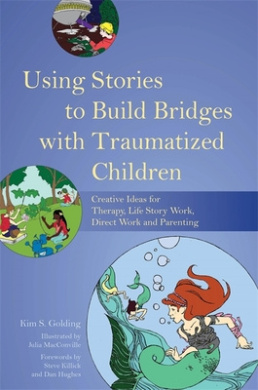 Using Stories
to Build Bridges
with Traumatized
Children
Creative Ideas for
Therapy, Life Story Work,
Direct Work and Parenting
Kim S. Golding
Illustrated by
Julia MacConville
Forewords by
Steve Killick
and Dan Hughes